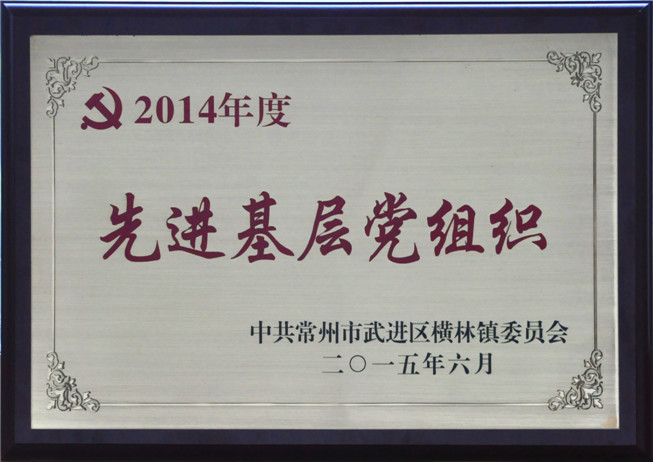 2014年度
先进基层党组织
中共常州市武进区横林镇委员会
二〇一五年六月